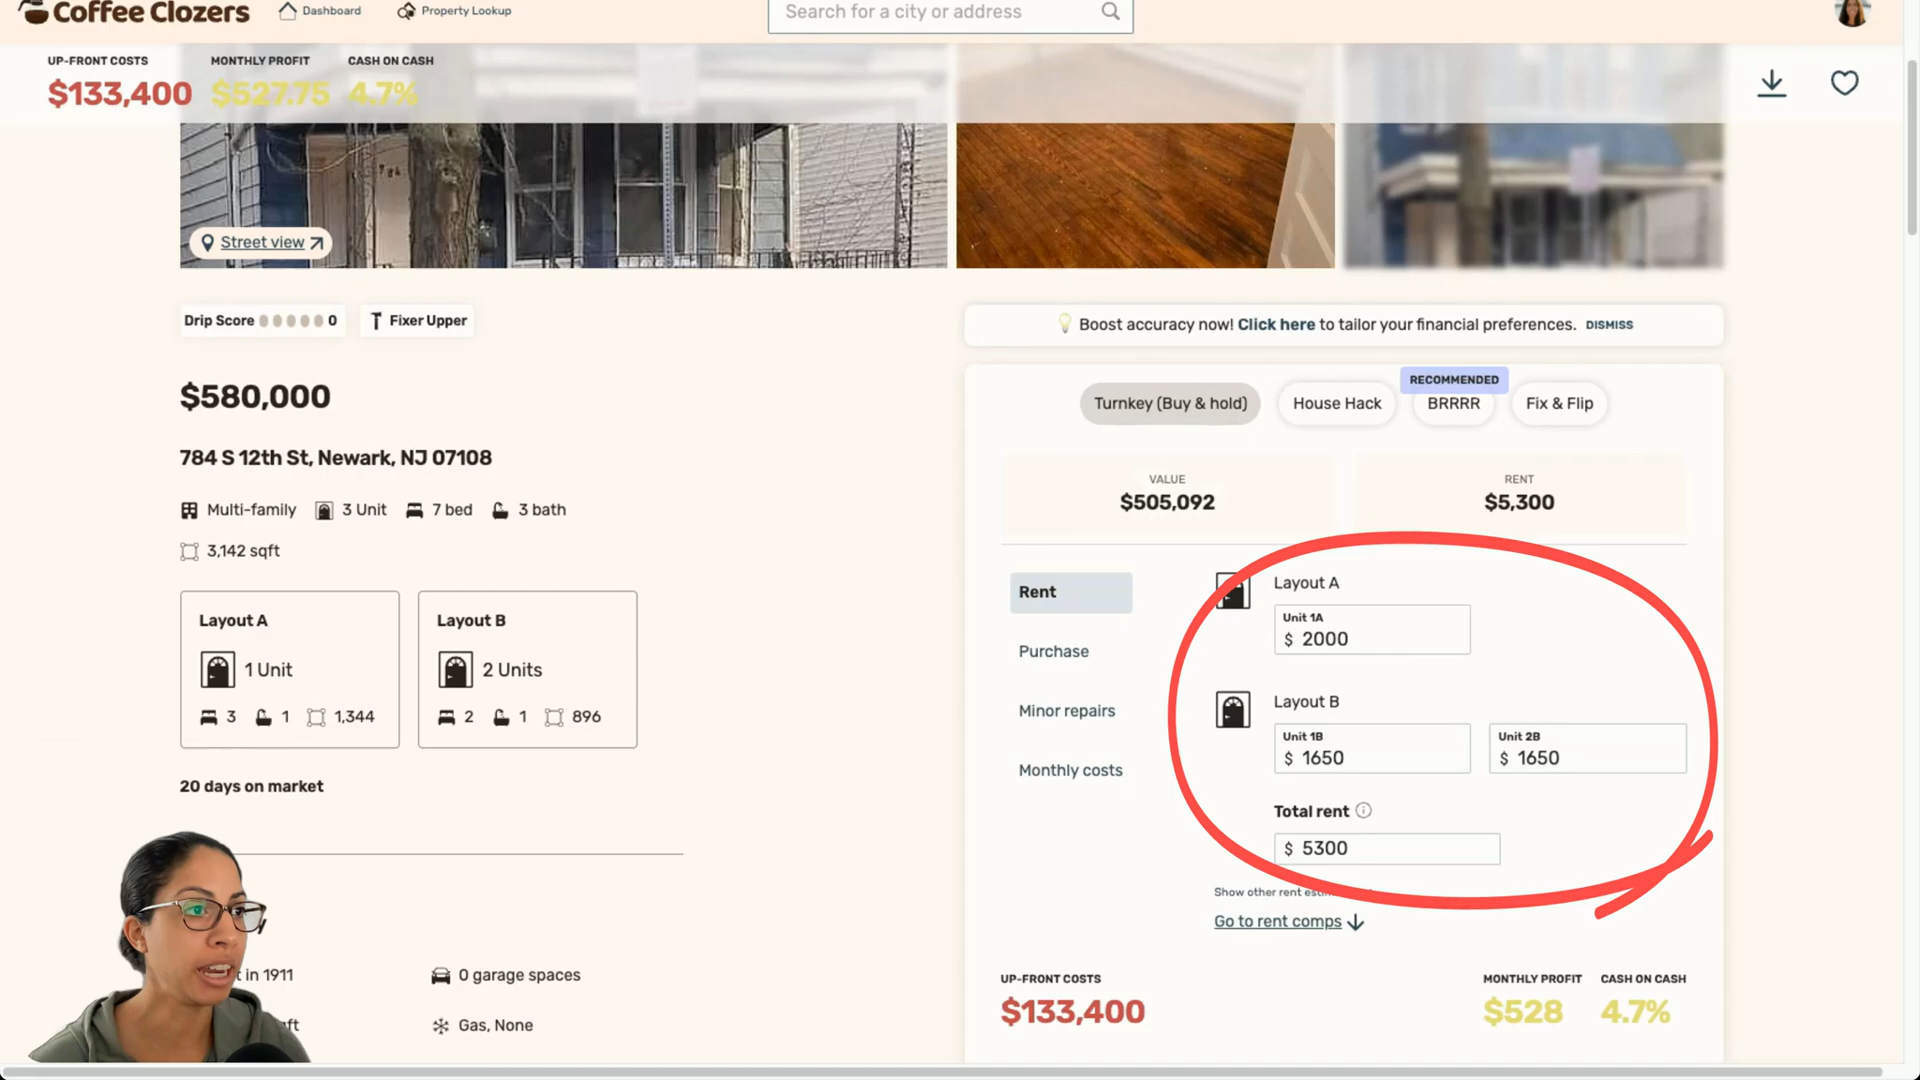 Coffee Clozers
Dashboard
Property Lookup
Search for a city or address
UP-FRONT COSTS
$133,400
MONTHLY PROFIT
$527.75
CASH ON CASH
4.7%
784
Street view
Drip Score 0
Fixer Upper
$580,000
784 S 12th St, Newark, NJ 07108
Multi-family
3 Unit
7 bed
3 bath
3,142 sqft
Layout A
1 Unit
3 1 1,344
Layout B
2 Units
2 1 896
20 days on market
in 1911
0 garage spaces
Gas, None
Boost accuracy now! Click here to tailor your financial preferences. DISMISS
RECOMMENDED
Turnkey (Buy & hold)
House Hack
BRRRR
Fix & Flip
VALUE
$505,092
RENT
$5,300
Rent
Purchase
Minor repairs
Monthly costs
Layout A
Unit 1A
$ 2000
Layout B
Unit 1B
$ 1650
Unit 2B
$ 1650
Total rent
$ 5300
Show other rent
Go to rent comps
UP-FRONT COSTS
$133,400
MONTHLY PROFIT
$528
CASH ON CASH
4.7%